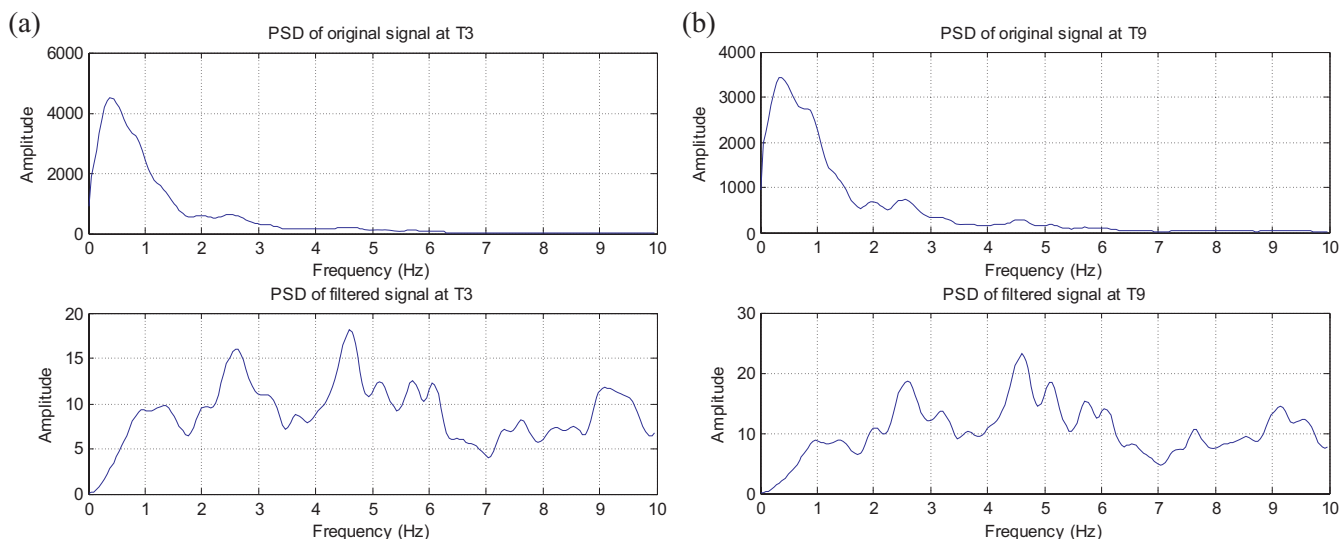 (a)
PSD of original signal at T3
6000
4000
2000
0
Amplitude
0 1 2 3 4 5 6 7 8 9 10
Frequency (Hz)
PSD of filtered signal at T3
20
15
10
5
0
Amplitude
0 1 2 3 4 5 6 7 8 9 10
Frequency (Hz)
(b)
PSD of original signal at T9
4000
3000
2000
1000
0
Amplitude
0 1 2 3 4 5 6 7 8 9 10
Frequency (Hz)
PSD of filtered signal at T9
30
20
10
0
Amplitude
0 1 2 3 4 5 6 7 8 9 10
Frequency (Hz)